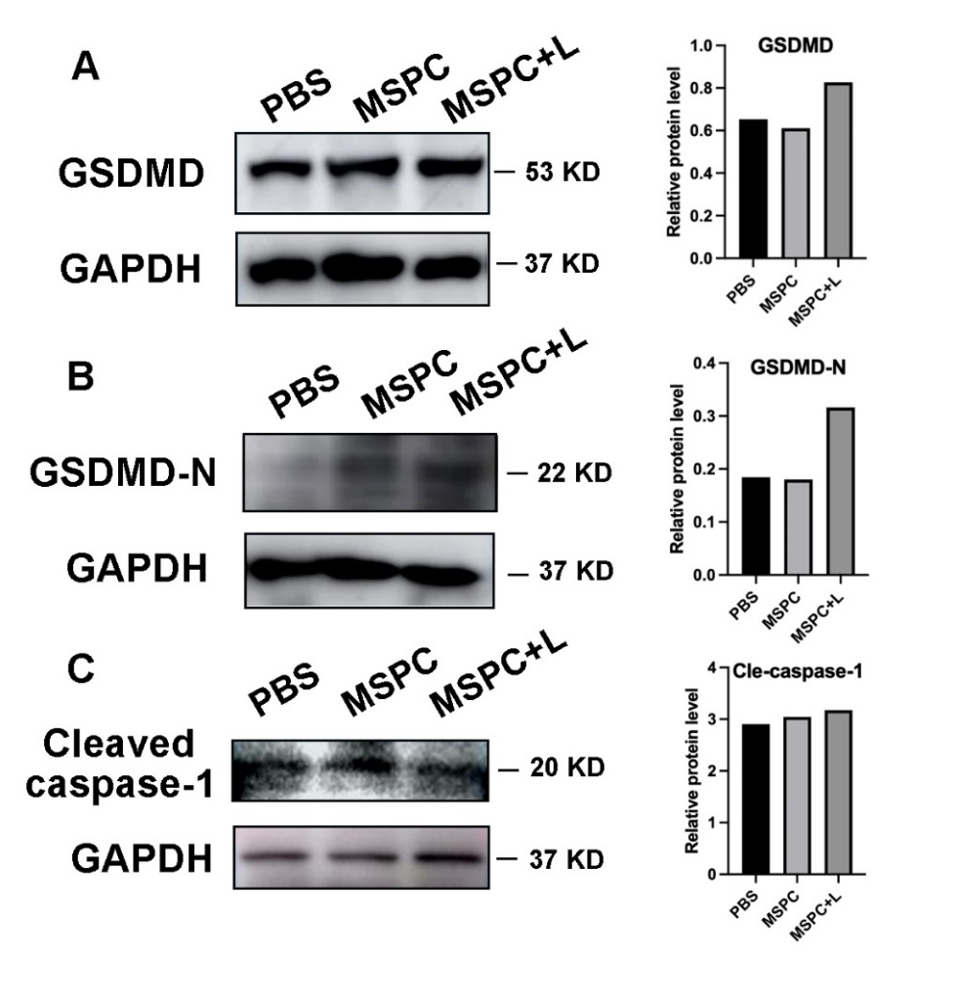 A
PBS MSPC MSPC+L
GSDMD
53 KD
GAPDH
37 KD
GSDMD
Relative protein level
1.0
0.8
0.6
0.4
0.2
0.0
PBS MSPC MSPC+L
B
PBS MSPC MSPC+L
GSDMD-N
22 KD
GAPDH
37 KD
GSDMD-N
Relative protein level
0.4
0.3
0.2
0.1
0.0
PBS MSPC MSPC+L
C
PBS MSPC MSPC+L
Cleaved
caspase-1
20 KD
GAPDH
37 KD
Cle-caspase-1
Relative protein level
4
3
2
1
0
PBS MSPC MSPC+L